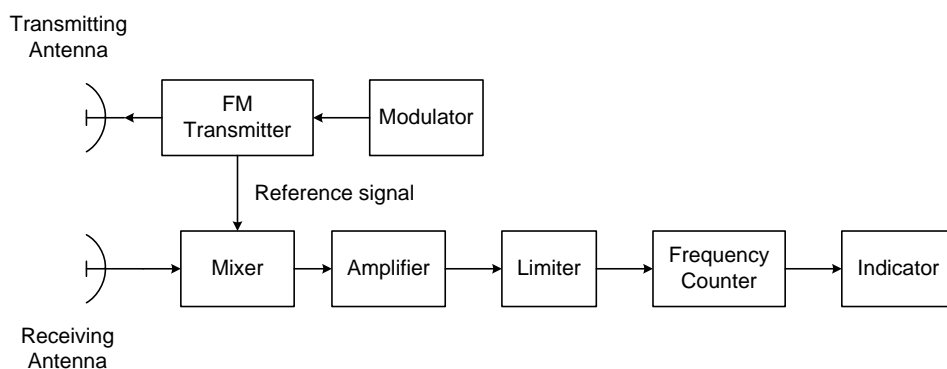 Transmitting
Antenna
FM
Transmitter
Modulator
Reference signal
Mixer
Amplifier
Limiter
Frequency
Counter
Indicator
Receiving
Antenna